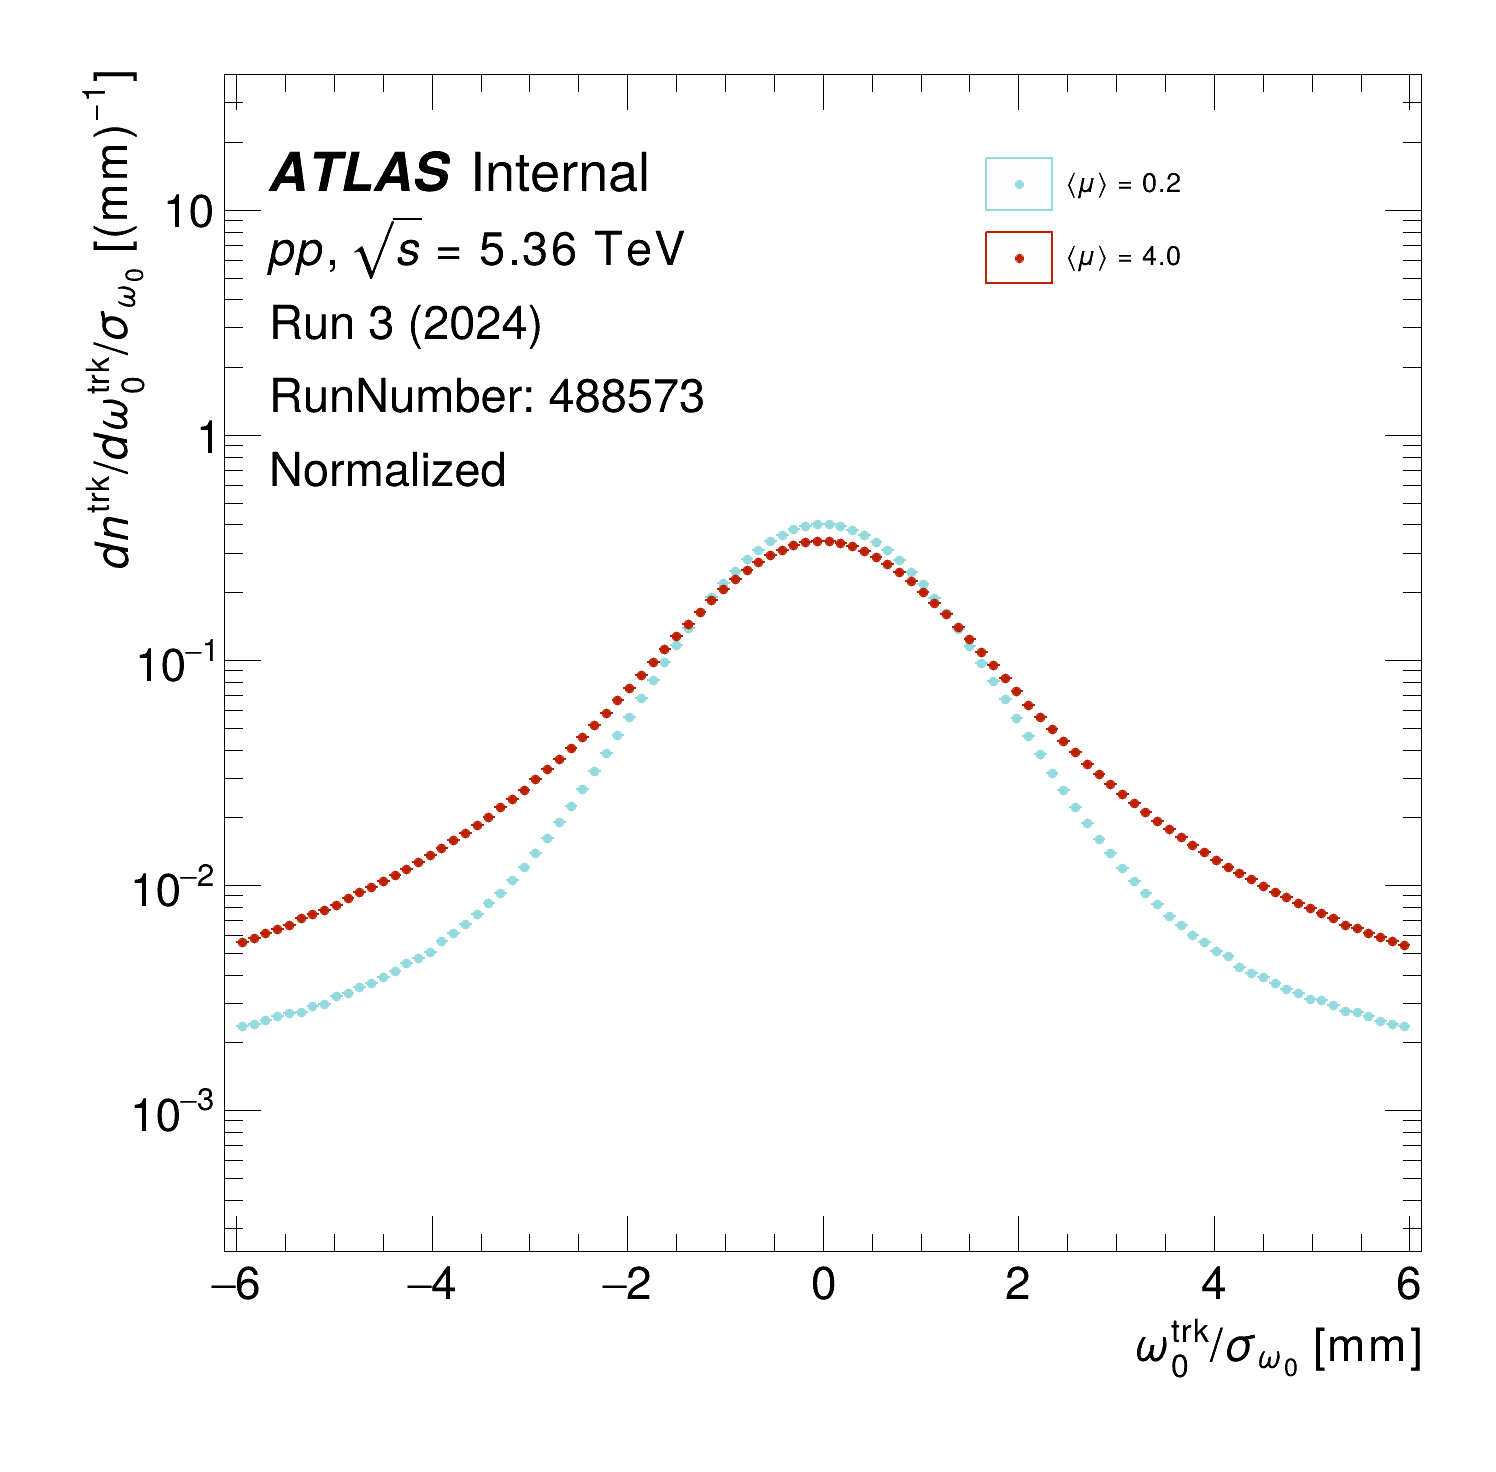 dn^trk/dω_0^trk/σ_ω_0 [(mm)^−1]
ATLAS Internal
pp, √s = 5.36 TeV
Run 3 (2024)
RunNumber: 488573
Normalized
⟨μ⟩ = 0.2
⟨μ⟩ = 4.0
10
1
10^−1
10^−2
10^−3
−6 −4 −2 0 2 4 6
ω_0^trk/σ_ω_0 [mm]